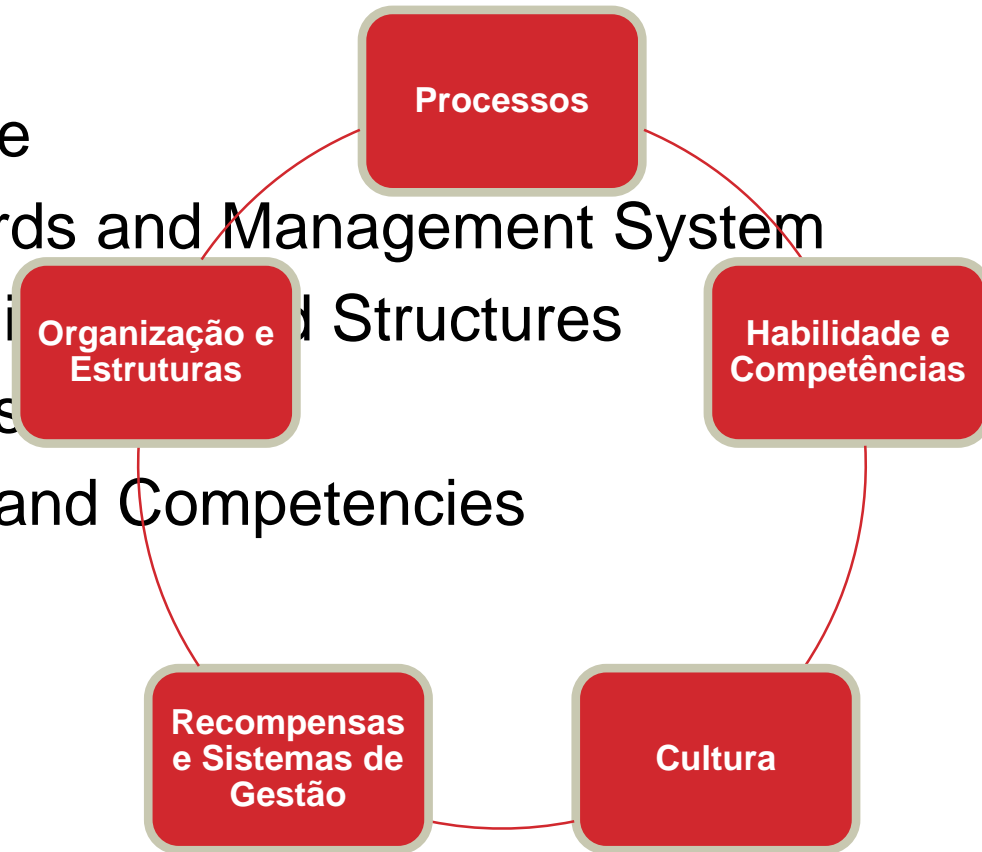 Processos
e
rds and Management System
Organização e
Estruturas
Structures
Habilidade e
Competências
s
and Competencies
Recompensas
e Sistemas de
Gestão
Cultura